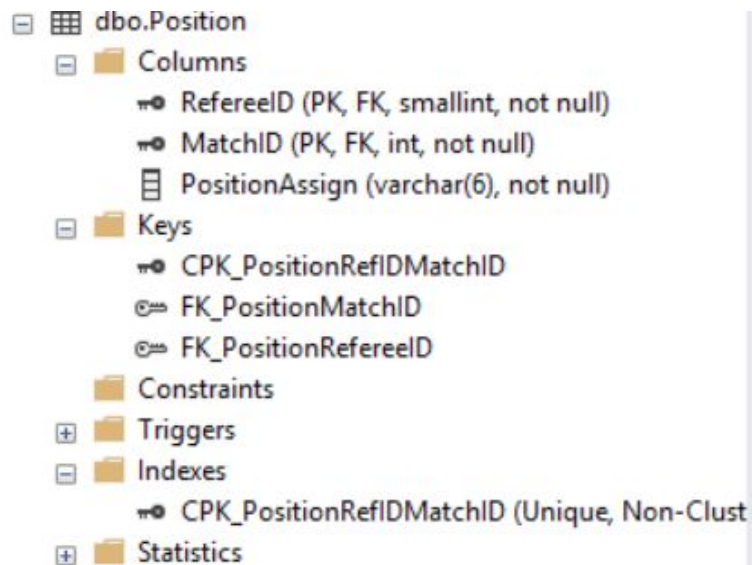 dbo.Position
Columns
RefereeID (PK, FK, smallint, not null)
MatchID (PK, FK, int, not null)
PositionAssign (varchar(6), not null)
Keys
CPK_PositionRefIDMatchID
FK_PositionMatchID
FK_PositionRefereeID
Constraints
Triggers
Indexes
CPK_PositionRefIDMatchID (Unique, Non-Clust
Statistics